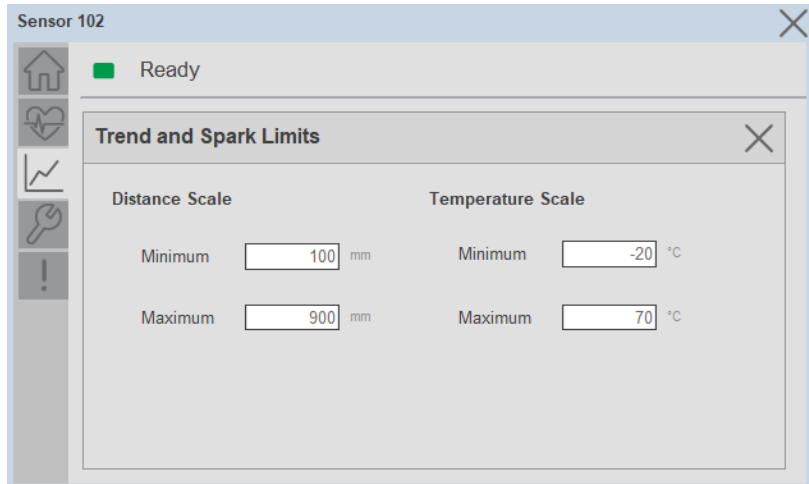 Sensor 102
Ready
Trend and Spark Limits
Distance Scale
Temperature Scale
Minimum 100 mm
Minimum -20 °C
Maximum 900 mm
Maximum 70 °C